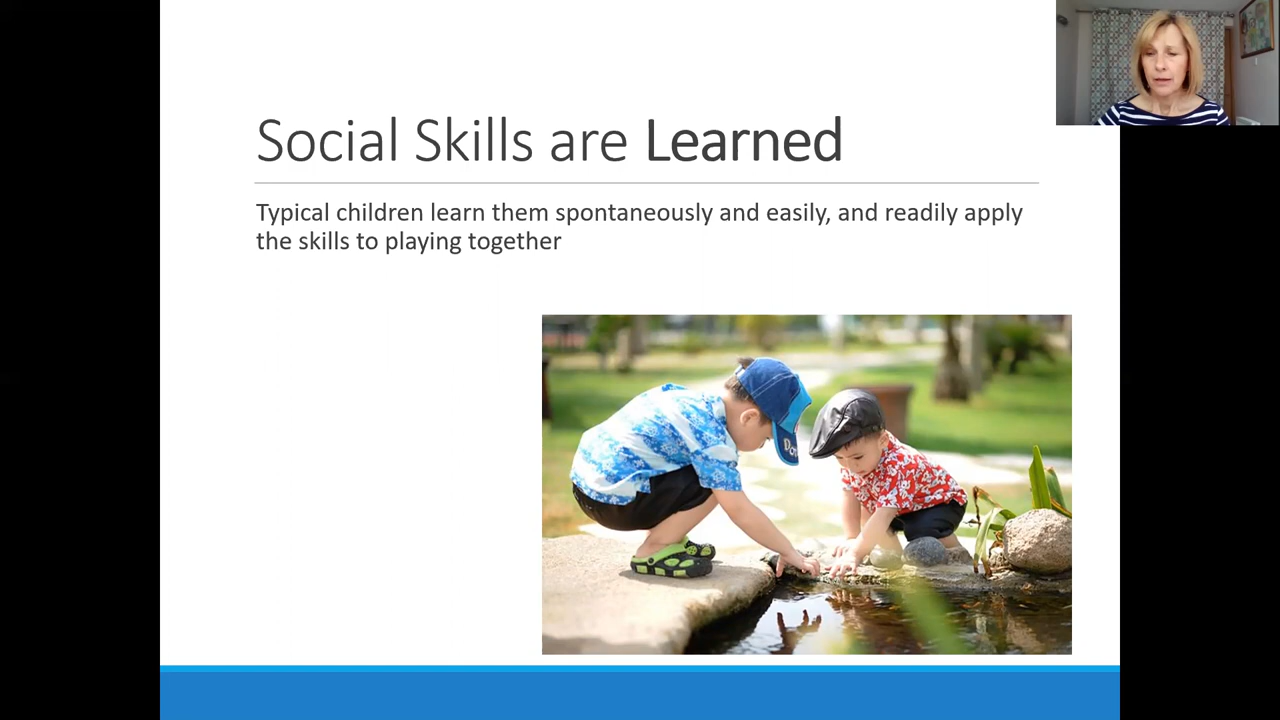 Social Skills are Learned
Typical children learn them spontaneously and easily, and readily apply
the skills to playing together